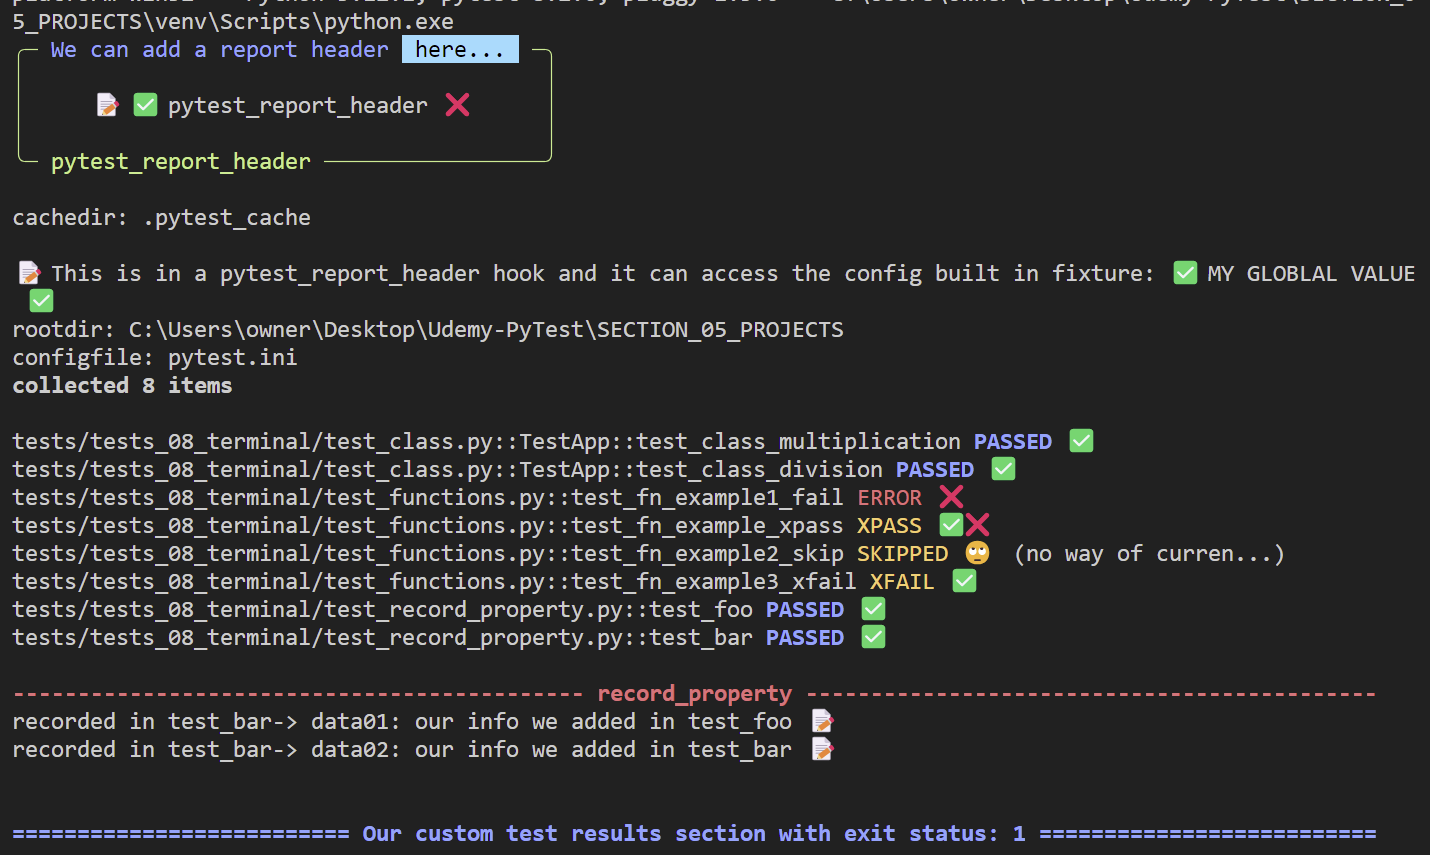 5_PROJECTS\venv\Scripts\python.exe
We can add a report header here...
📝 ✅ pytest_report_header ❌
pytest_report_header
cachedir: .pytest_cache
📝 This is in a pytest_report_header hook and it can access the config built in fixture: ✅ MY GLOBLAL VALUE
✅
rootdir: C:\Users\owner\Desktop\Udemy-PyTest\SECTION_05_PROJECTS
configfile: pytest.ini
collected 8 items
tests/tests_08_terminal/test_class.py::TestApp::test_class_multiplication PASSED ✅
tests/tests_08_terminal/test_class.py::TestApp::test_class_division PASSED ✅
tests/tests_08_terminal/test_functions.py::test_fn_example1_fail ERROR ❌
tests/tests_08_terminal/test_functions.py::test_fn_example_xpass XPASS ✅❌
tests/tests_08_terminal/test_functions.py::test_fn_example2_skip SKIPPED 🙄 (no way of curren...)
tests/tests_08_terminal/test_functions.py::test_fn_example3_xfail XFAIL ✅
tests/tests_08_terminal/test_record_property.py::test_foo PASSED ✅
tests/tests_08_terminal/test_record_property.py::test_bar PASSED ✅
-------------------------------------------- record_property --------------------------------------------
recorded in test_bar-> data01: our info we added in test_foo 📝
recorded in test_bar-> data02: our info we added in test_bar 📝
========================== Our custom test results section with exit status: 1 ==========================